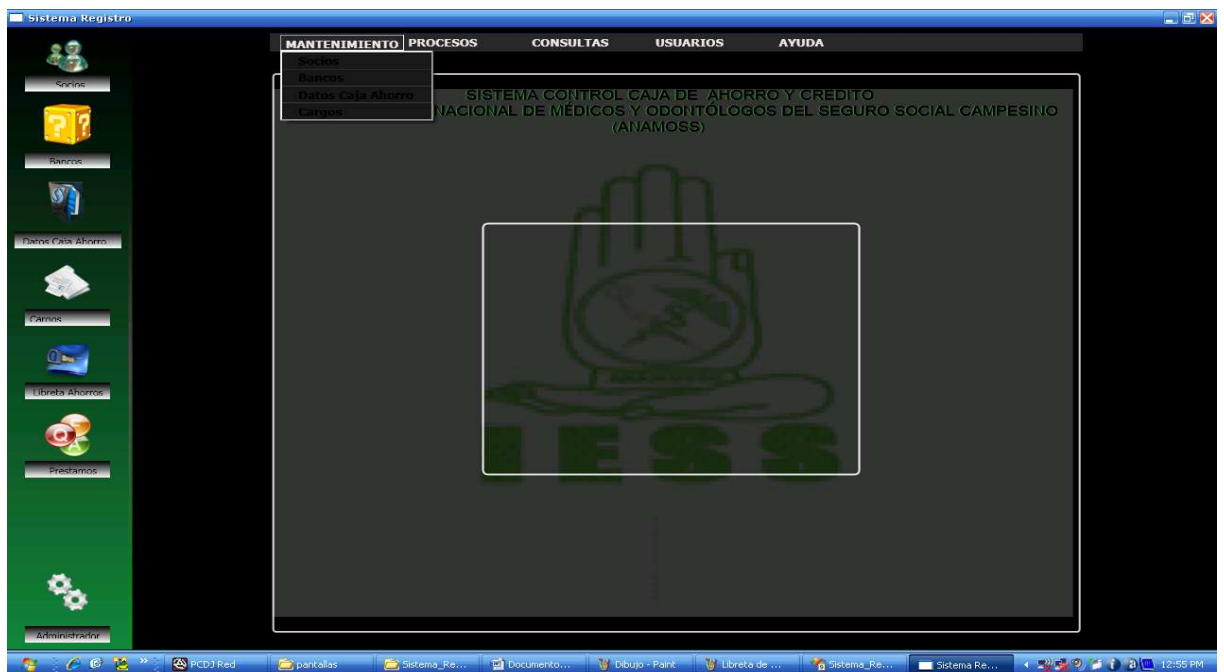 Sistema Registro
MANTENIMIENTO PROCESOS CONSULTAS USUARIOS AYUDA
Socios
Bancos
Datos Caja Ahorro
Cargos
SISTEMA CONTROL CAJA DE AHORRO Y CREDITO
NACIONAL DE MÉDICOS Y ODONTÓLOGOS DEL SEGURO SOCIAL CAMPESINO
(ANAMOSS)
IESS
Socios
Bancos
Datos Caja Ahorro
Cargos
Libreta Ahorros
Prestamos
Administrador
PCDJ Red
pantallas
Sistema_Re...
Documento...
Dibujo - Paint
Libreta de ...
Sistema_Re...
Sistema Re...
12:55 PM